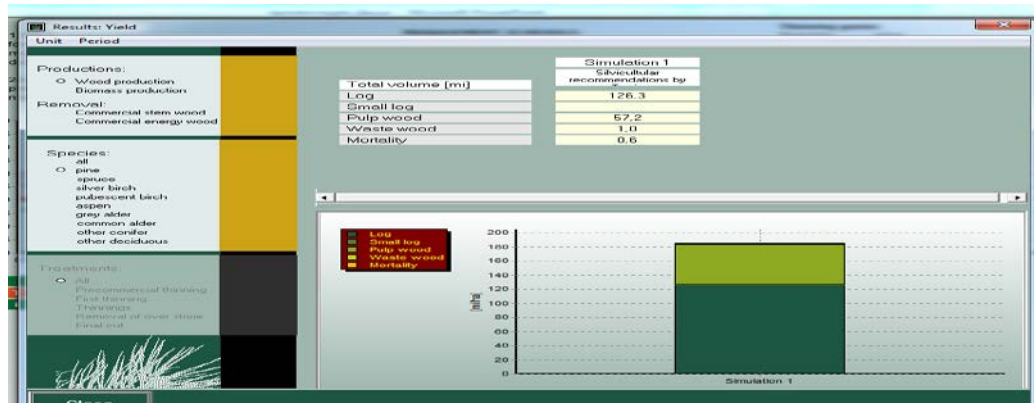 Results: Yield
Unit Period
Productions:
Wood production
Biomass production
Removal:
Commercial stem wood
Commercial energy wood
Species:
all
pine
spruce
silver birch
pubescent birch
aspen
grey alder
common alder
other conifer
other deciduous
Treatments:
All
Precommercial thinning
First thinning
Thinnings
Removal of over storey
Final cut
Simulation 1
Silvicultular
recommendations by
Total volume [mi]
Log 126.3
Small log
Pulp wood 57,2
Waste wood 1,0
Mortality 0,6
Log
Small log
Pulp wood
Waste wood
Mortality
200
180
160
140
120
100
80
60
40
20
0
[mi/ha]
Simulation 1
Close